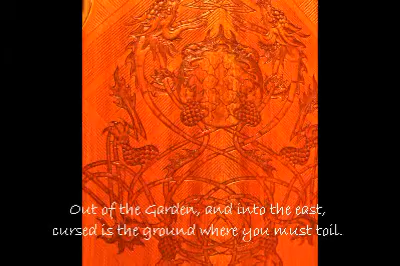 Out of the Garden, and into the east,
cursed is the ground where you must toil.